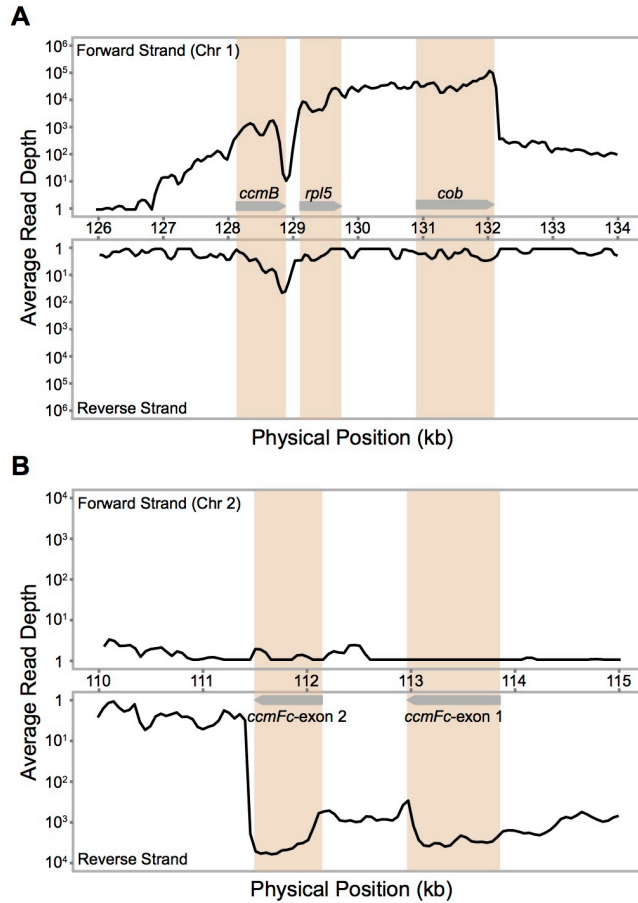 A
Forward Strand (Chr 1)
10⁶
10⁵
10⁴
10³
10²
10¹
1
ccmB
rpl5
cob
126 127 128 129 130 131 132 133 134
1
10¹
10²
10³
10⁴
10⁵
10⁶
Reverse Strand
Average Read Depth
Physical Position (kb)
B
Forward Strand (Chr 2)
10⁴
10³
10²
10¹
1
110 111 112 113 114 115
1
10¹
10²
10³
10⁴
ccmFc-exon 2
ccmFc-exon 1
Reverse Strand
Average Read Depth
Physical Position (kb)